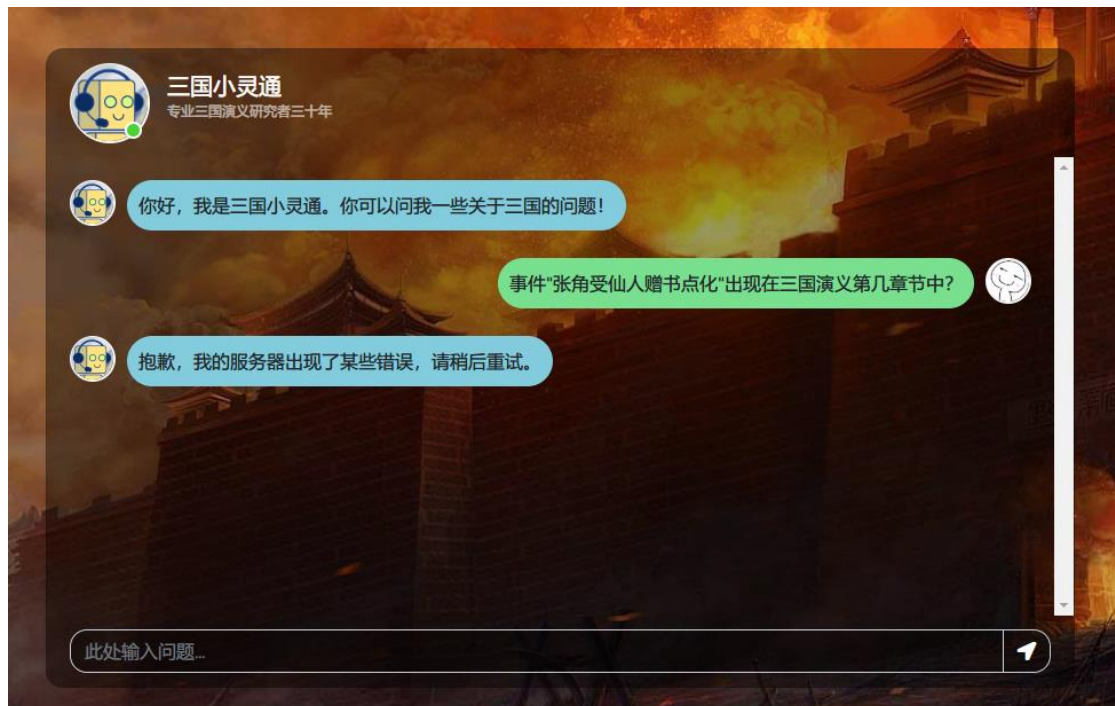 三国小灵通
专业三国演义研究者三十年
你好，我是三国小灵通。你可以问我一些关于三国的问题！
事件"张角受仙人赠书点化"出现在三国演义第几章节中？
抱歉，我的服务器出现了某些错误，请稍后重试。
此处输入问题...